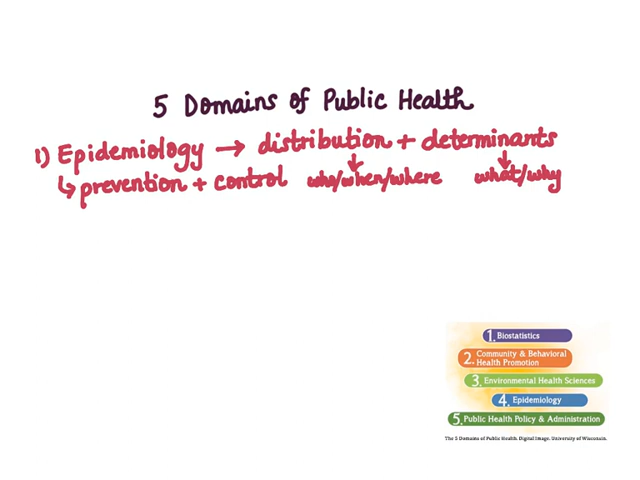 5 Domains of Public Health
1) Epidemiology → distribution + determinants
↳ prevention + control who/when/where what/why
1. Biostatistics
2. Community & Behavioral
Health Promotion
3. Environmental Health Sciences
4. Epidemiology
5. Public Health Policy & Administration
The 5 Domains of Public Health. Digital Image. University of Wisconsin.